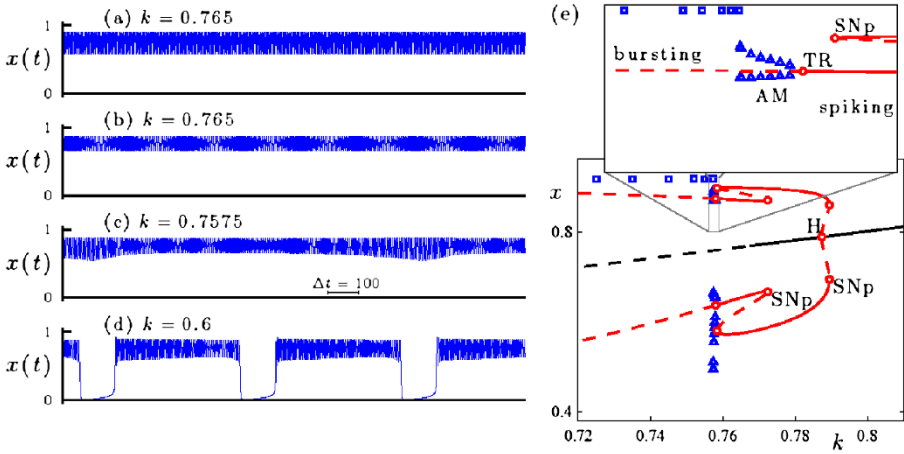 (a) k = 0.765
1
x(t)
0
(b) k = 0.765
1
x(t)
0
(c) k = 0.7575
1
x(t)
Δt = 100
0
(d) k = 0.6
1
x(t)
0
(e)
SNp
bursting
TR
AM
spiking
x
0.8
H
SNp
SNp
0.4
0.72
0.74
0.76
0.78
k
0.8